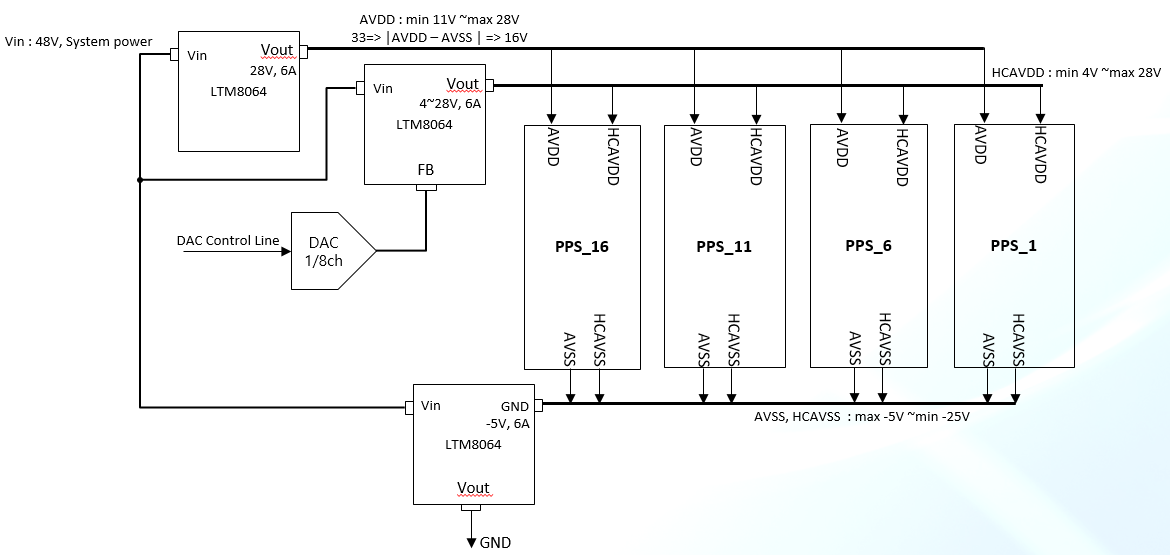 AVDD : min 11V ~max 28V
33=> |AVDD – AVSS | => 16V
Vin : 48V, System power
Vin
Vout
28V, 6A
LTM8064
HCAVDD : min 4V ~max 28V
Vin
Vout
4~28V, 6A
LTM8064
FB
DAC Control Line
DAC
1/8ch
AVDD
HCAVDD
PPS_16
AVSS
HCAVSS
AVDD
HCAVDD
PPS_11
AVSS
HCAVSS
AVDD
HCAVDD
PPS_6
AVSS
HCAVSS
AVDD
HCAVDD
PPS_1
AVSS
HCAVSS
Vin
GND
-5V, 6A
LTM8064
Vout
AVSS, HCAVSS : max -5V ~min -25V
GND